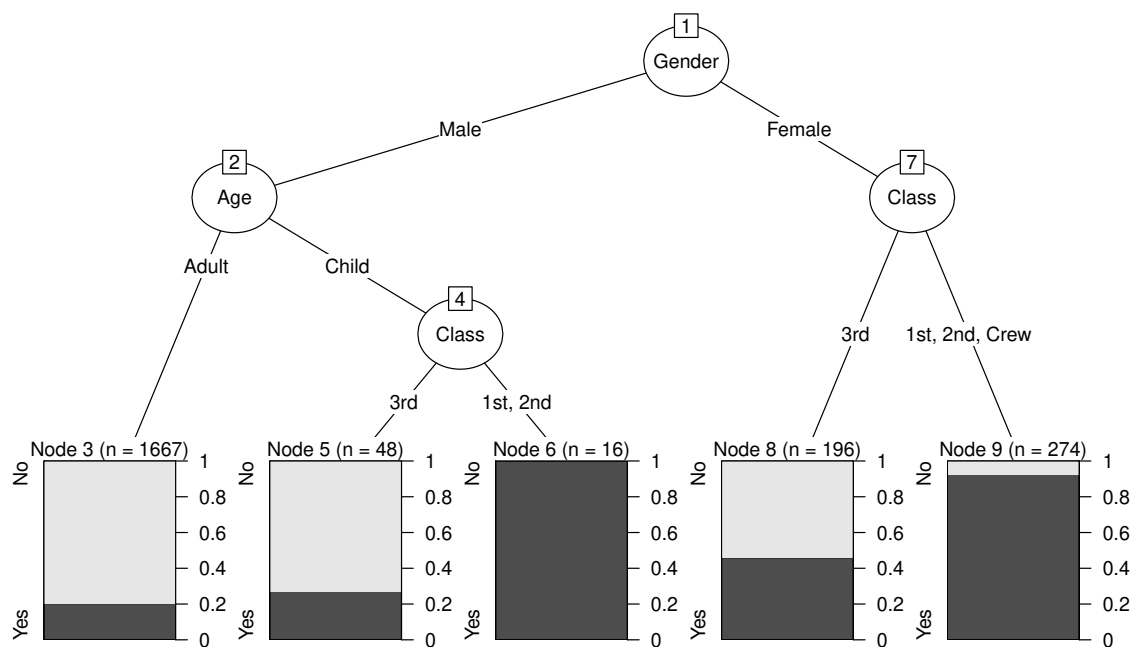 1
Gender
Male
Female
2
Age
7
Class
Adult
Child
4
Class
3rd
1st, 2nd, Crew
3rd
1st, 2nd
Node 3 (n = 1667)
Yes
No
0
0.2
0.4
0.6
0.8
1
Node 5 (n = 48)
Yes
No
0
0.2
0.4
0.6
0.8
1
Node 6 (n = 16)
Yes
No
0
0.2
0.4
0.6
0.8
1
Node 8 (n = 196)
Yes
No
0
0.2
0.4
0.6
0.8
1
Node 9 (n = 274)
Yes
No
0
0.2
0.4
0.6
0.8
1